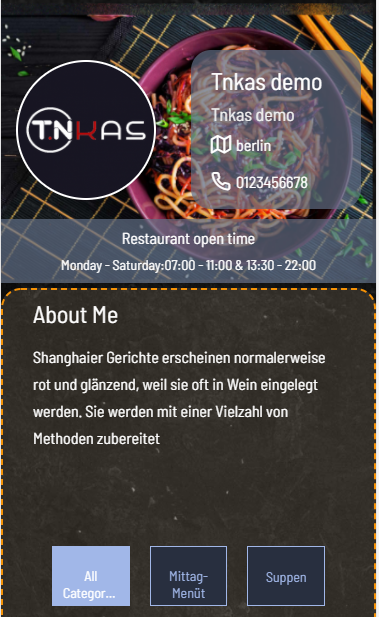 TNKAS
Tnkas demo
Tnkas demo
berlin
0123456678
Restaurant open time
Monday - Saturday:07:00 - 11:00 & 13:30 - 22:00
About Me
Shanghaier Gerichte erscheinen normalerweise
rot und glänzend, weil sie oft in Wein eingelegt
werden. Sie werden mit einer Vielzahl von
Methoden zubereitet
All
Categor...
Mittag-
Menüt
Suppen